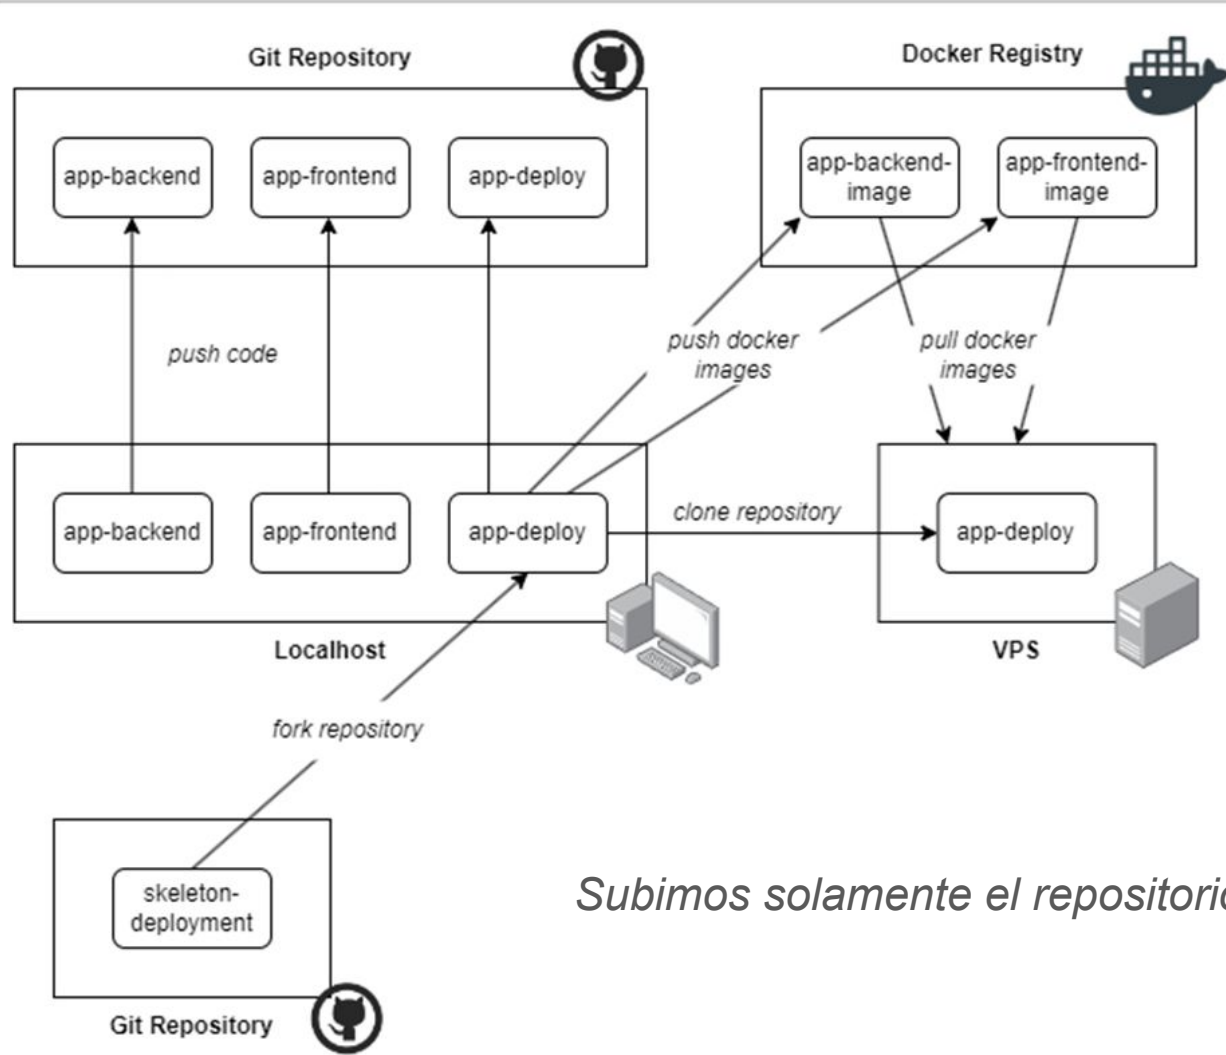 Git Repository
Docker Registry
app-backend
app-frontend
app-deploy
app-backend-
image
app-frontend-
image
push code
push docker
images
pull docker
images
app-backend
app-frontend
app-deploy
clone repository
app-deploy
Localhost
VPS
fork repository
skeleton-
deployment
Subimos solamente el repositorio
Git Repository